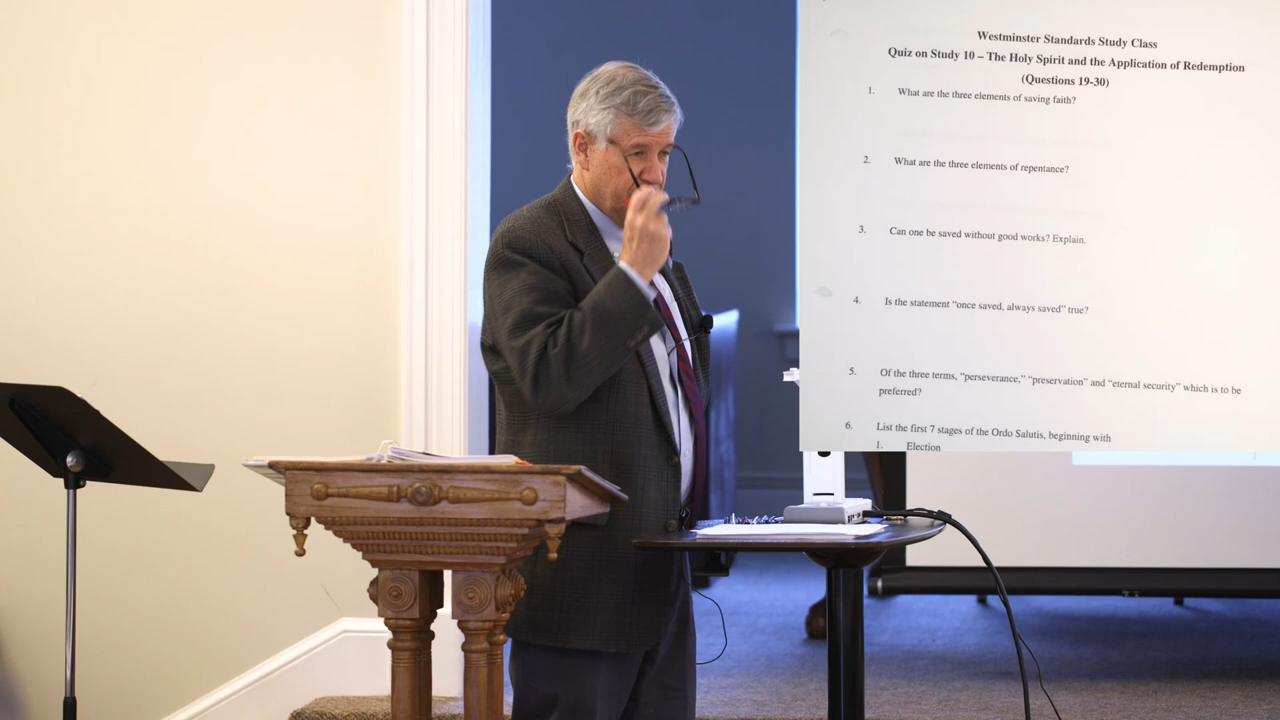 Westminster Standards Study Class
Quiz on Study 10 – The Holy Spirit and the Application of Redemption
(Questions 19-30)
1. What are the three elements of saving faith?
2. What are the three elements of repentance?
3. Can one be saved without good works? Explain.
4. Is the statement “once saved, always saved” true?
5. Of the three terms, “perseverance,” “preservation” and “eternal security” which is to be
preferred?
6. List the first 7 stages of the Ordo Salutis, beginning with
1. Election